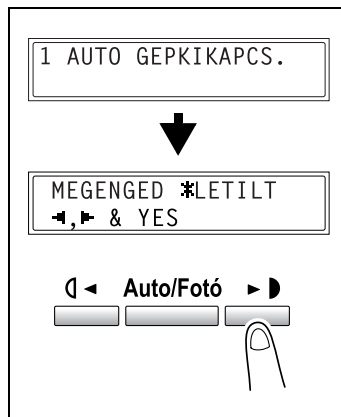 1 AUTO GEPKIKAPCS.
MEGENGED *LETILT
◄,► & YES
◄ Auto/Fotó ►